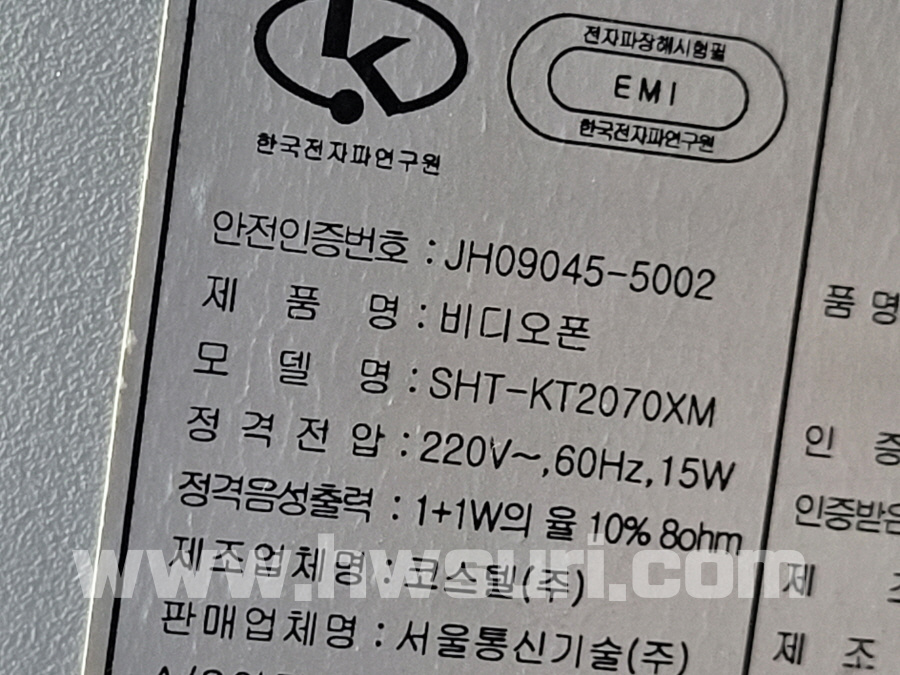 한국전자파연구원
전자파장해시험필
EMI
한국전자파연구원
안전인증번호 : JH09045-5002
제 품 명 : 비디오폰
모 델 명 : SHT-KT2070XM
정 격 전 압 : 220V~,60Hz,15W
정격음성출력 : 1+1W의 율 10% 8ohm
제조업체명 : 코스텔(주)
판매업체명 : 서울통신기술(주)
품 명
인 증
인증받은
제
제 조
www.hwsuri.com